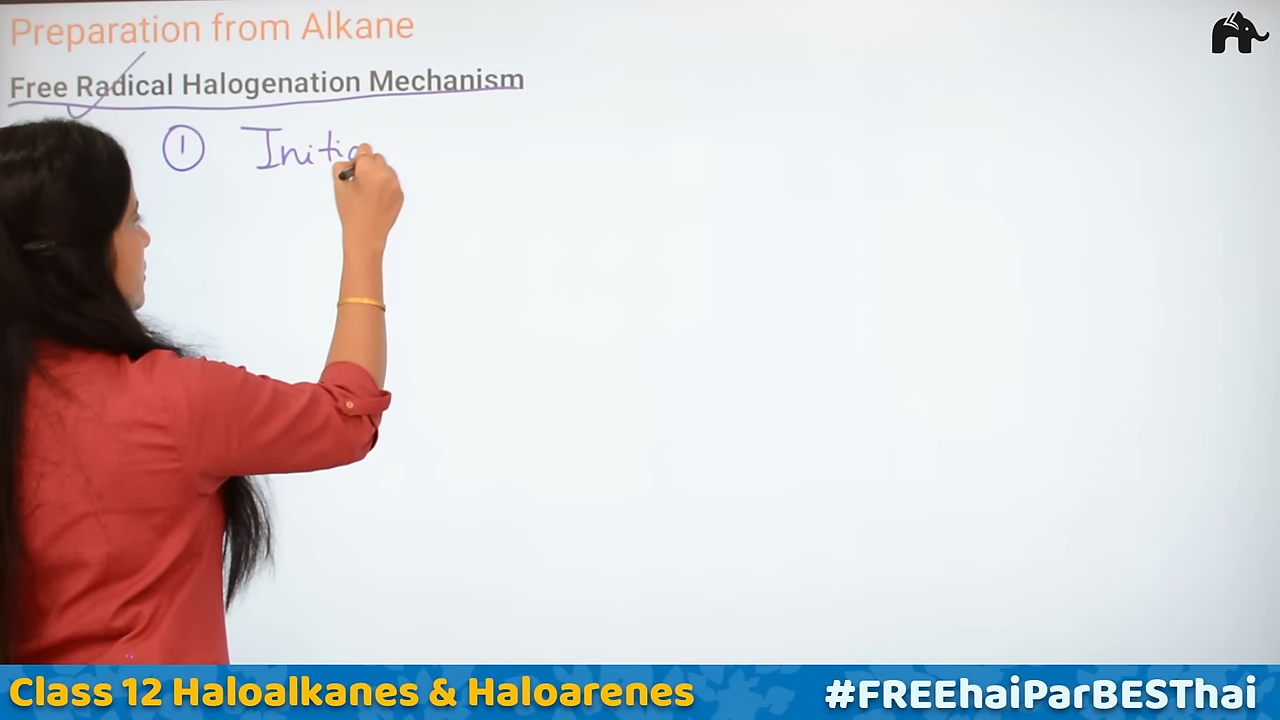 Preparation from Alkane
Free Radical Halogenation Mechanism
① Initia
Class 12 Haloalkanes & Haloarenes
#FREEhaiParBESThai